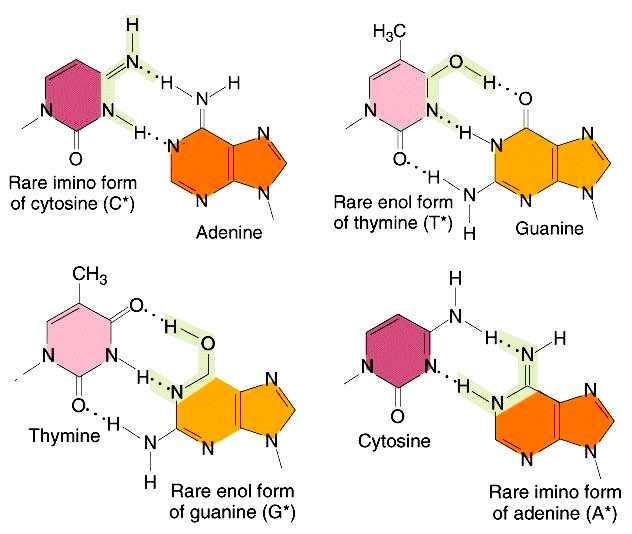 H
N
H H
N
N N
H
N N
O
N N
Rare imino form
of cytosine (C*)
Adenine
H₃C
O
H
O
N N
H
N N
O
H
N N N
H
Rare enol form
of thymine (T*)
Guanine
CH₃
O
H
O
N N
H
N N
O
H
N N N
H
Thymine
Rare enol form
of guanine (G*)
H
N
H H
N
N N
H
N N
O
N N
Cytosine
Rare imino form
of adenine (A*)